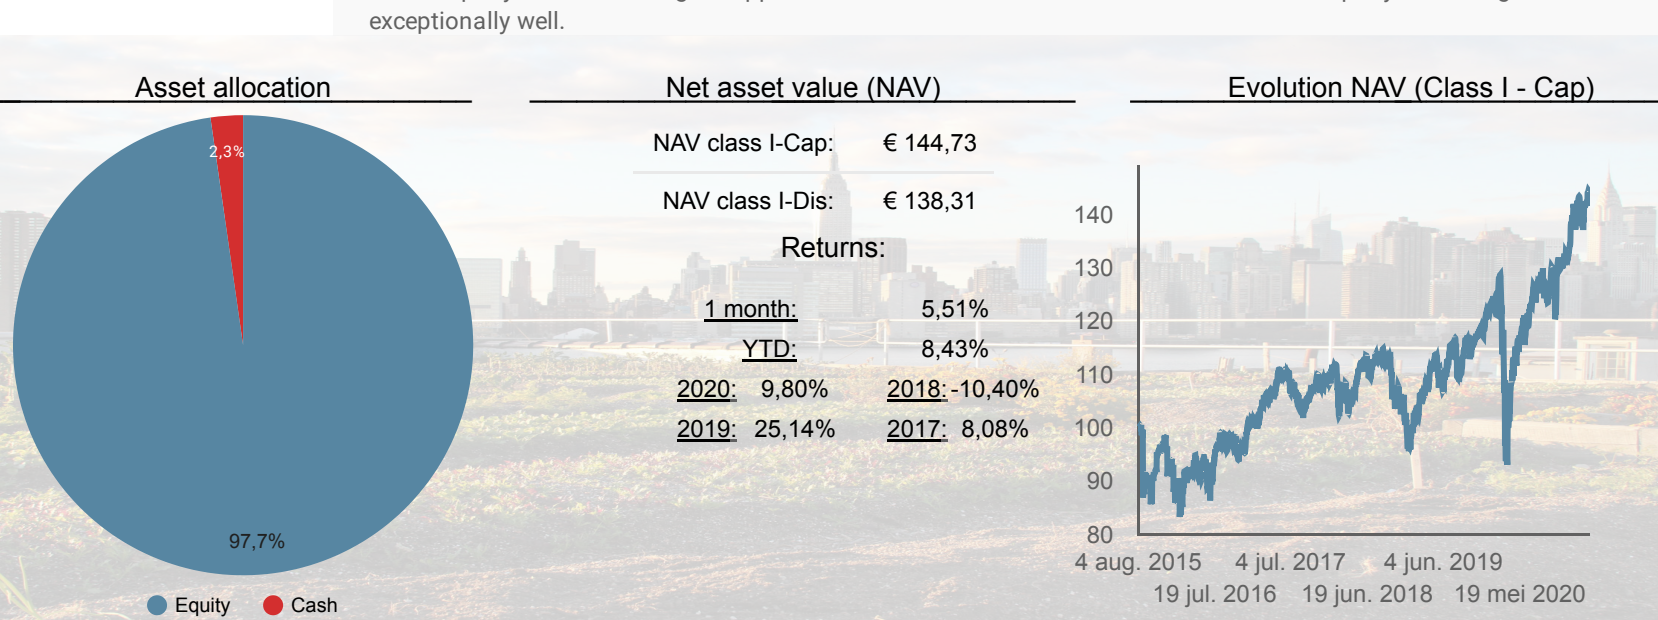 exceptionally well.
Asset allocation
2,3%
97,7%
Equity Cash
Net asset value (NAV)
NAV class I-Cap: € 144,73
NAV class I-Dis: € 138,31
Returns:
1 month: 5,51%
YTD: 8,43%
2020: 9,80% 2018: -10,40%
2019: 25,14% 2017: 8,08%
Evolution NAV (Class I - Cap)
140
130
120
110
100
90
80
4 aug. 2015 4 jul. 2017 4 jun. 2019
19 jul. 2016 19 jun. 2018 19 mei 2020